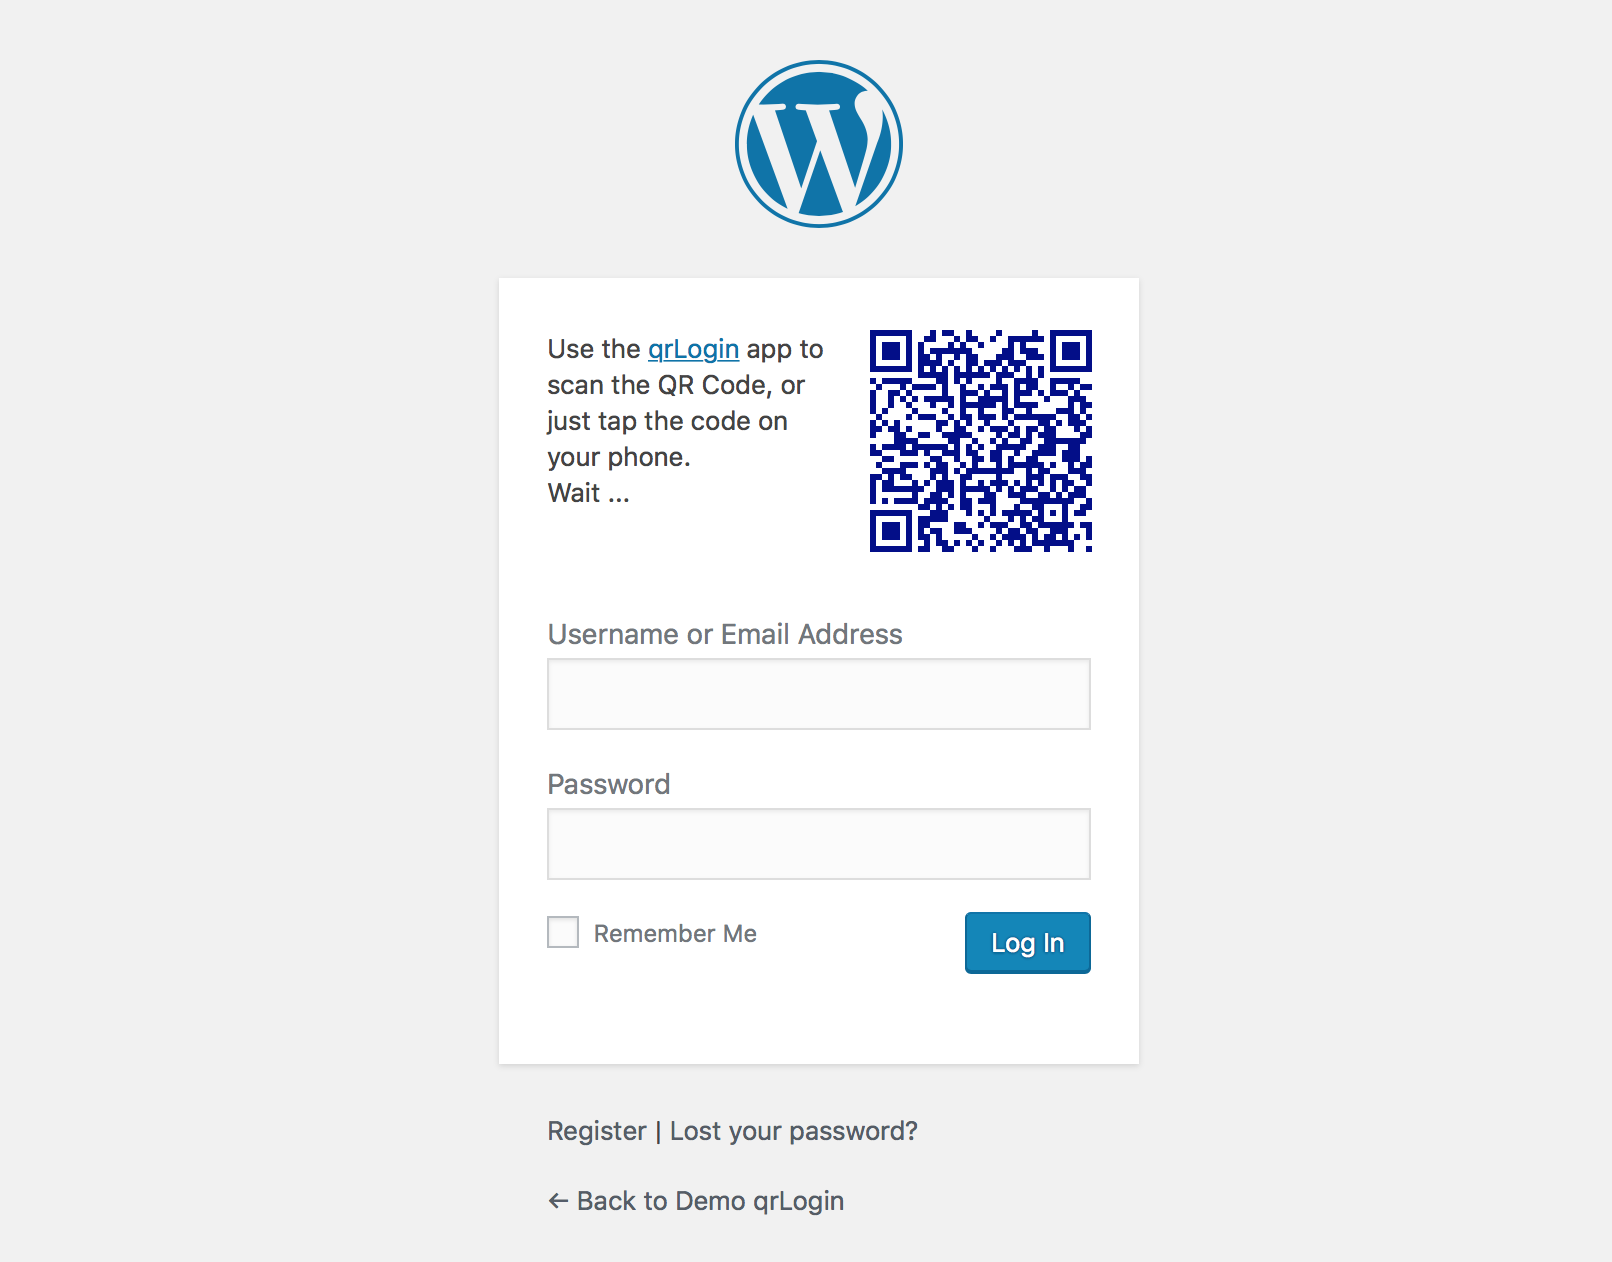 Use the qrLogin app to
scan the QR Code, or
just tap the code on
your phone.
Wait ...
Username or Email Address
Password
Remember Me
Log In
Register | Lost your password?
← Back to Demo qrLogin